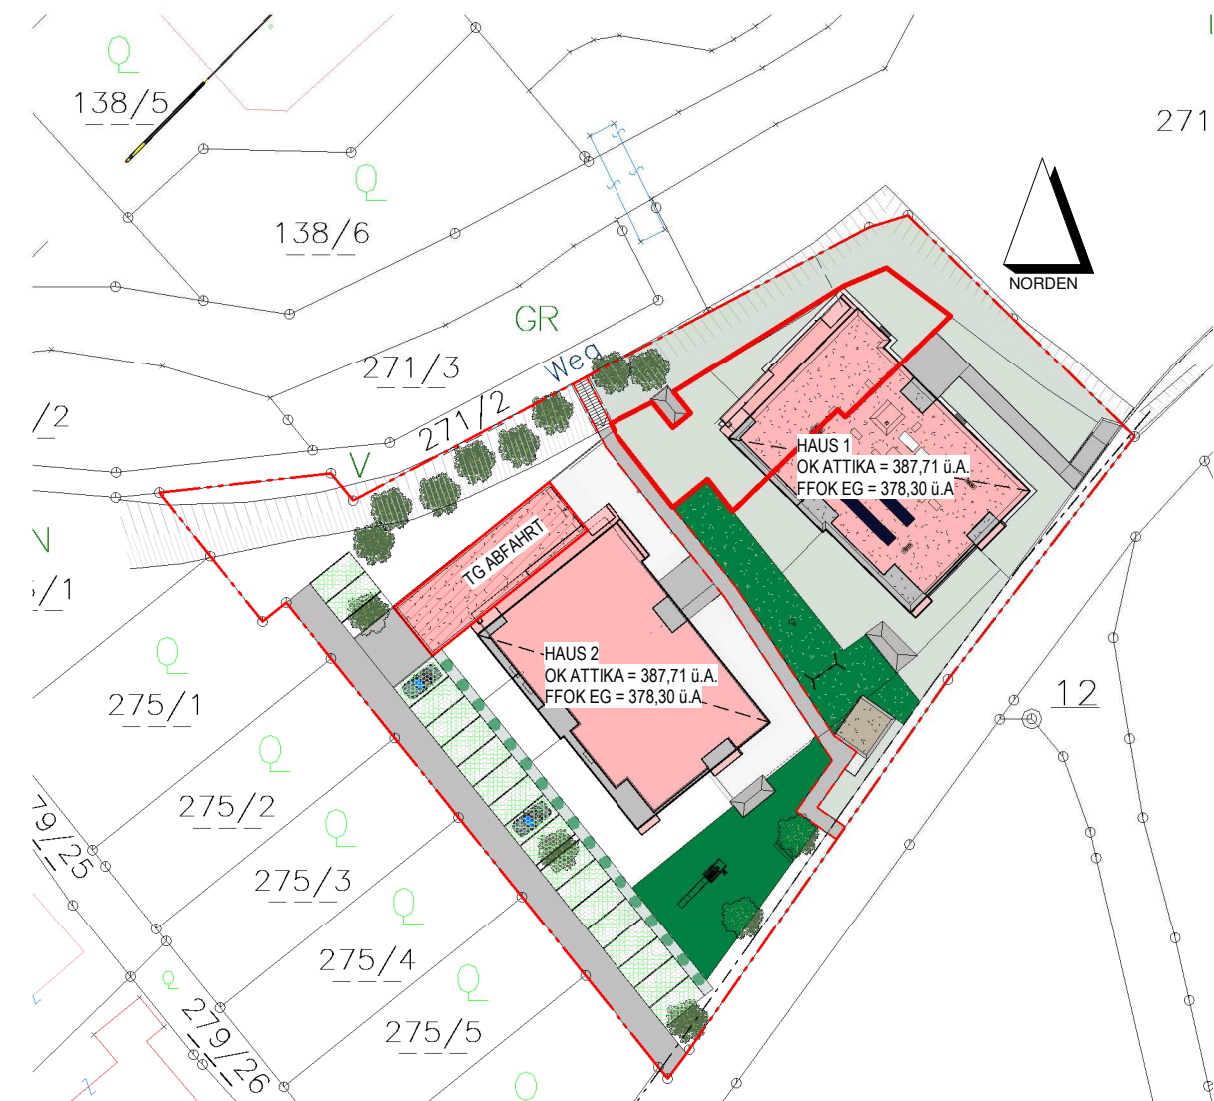 138/5
271
138/6
NORDEN
GR
Weg
271/3
/2
271/2
V
HAUS 1
OK ATTIKA = 387,71 ü.A.
FFOK EG = 378,30 ü.A
TG ABFAHRT
/1
HAUS 2
OK ATTIKA = 387,71 ü.A.
FFOK EG = 378,30 ü.A
275/1
12
275/2
79/25
275/3
275/4
279/26
275/5